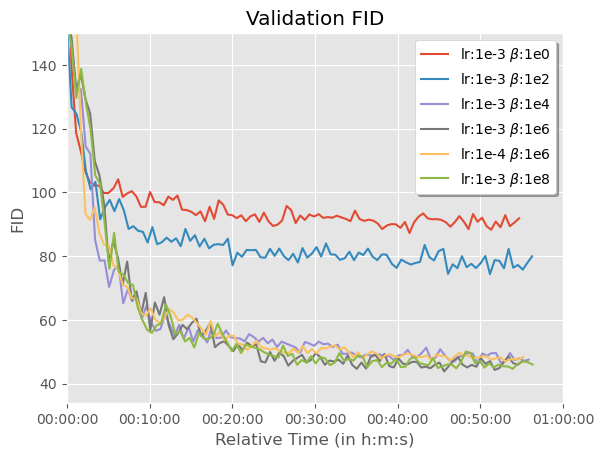 Validation FID
140
120
100
80
60
40
FID
lr:1e-3 β:1e0
lr:1e-3 β:1e2
lr:1e-3 β:1e4
lr:1e-3 β:1e6
lr:1e-4 β:1e6
lr:1e-3 β:1e8
00:00:00 00:10:00 00:20:00 00:30:00 00:40:00 00:50:00 01:00:00
Relative Time (in h:m:s)